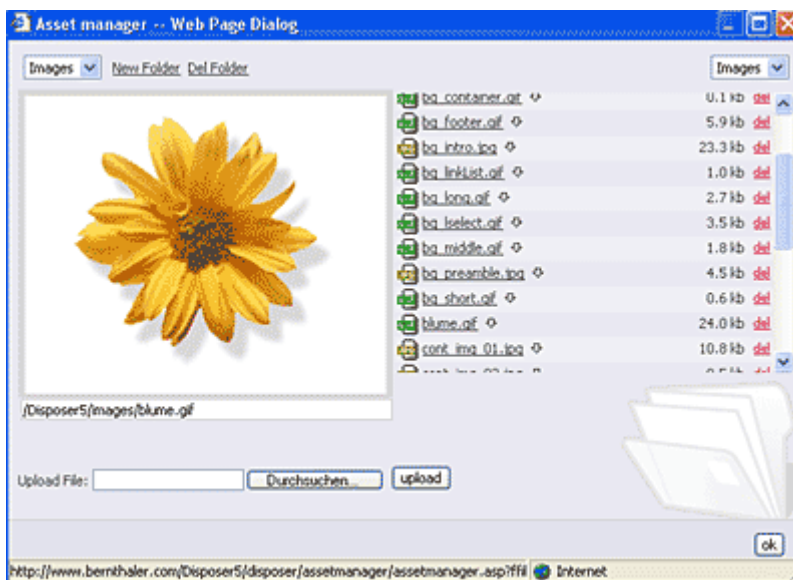 Asset manager -- Web Page Dialog
Images New Folder Del Folder Images
bg_container.gif 0.1 kb del
bg_footer.gif 5.9 kb del
bg_intro.jpg 23.3 kb del
bg_linkList.gif 1.0 kb del
bg_long.gif 2.7 kb del
bg_lselect.gif 3.5 kb del
bg_middle.gif 1.8 kb del
bg_preamble.jpg 4.5 kb del
bg_short.gif 0.6 kb del
blume.gif 24.0 kb del
cont_img_01.jpg 10.8 kb del
/Disposer5/images/blume.gif
Upload File: Durchsuchen... upload
ok
http://www.bernthaler.com/Disposer5/disposer/assetmanager/assetmanager.asp?ffil Internet